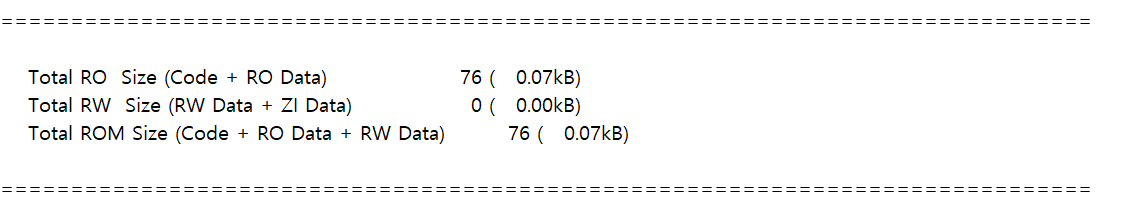 ==============================================================================
Total RO  Size (Code + RO Data)                   76 (   0.07kB)
Total RW  Size (RW Data + ZI Data)                 0 (   0.00kB)
Total ROM Size (Code + RO Data + RW Data)         76 (   0.07kB)
==============================================================================